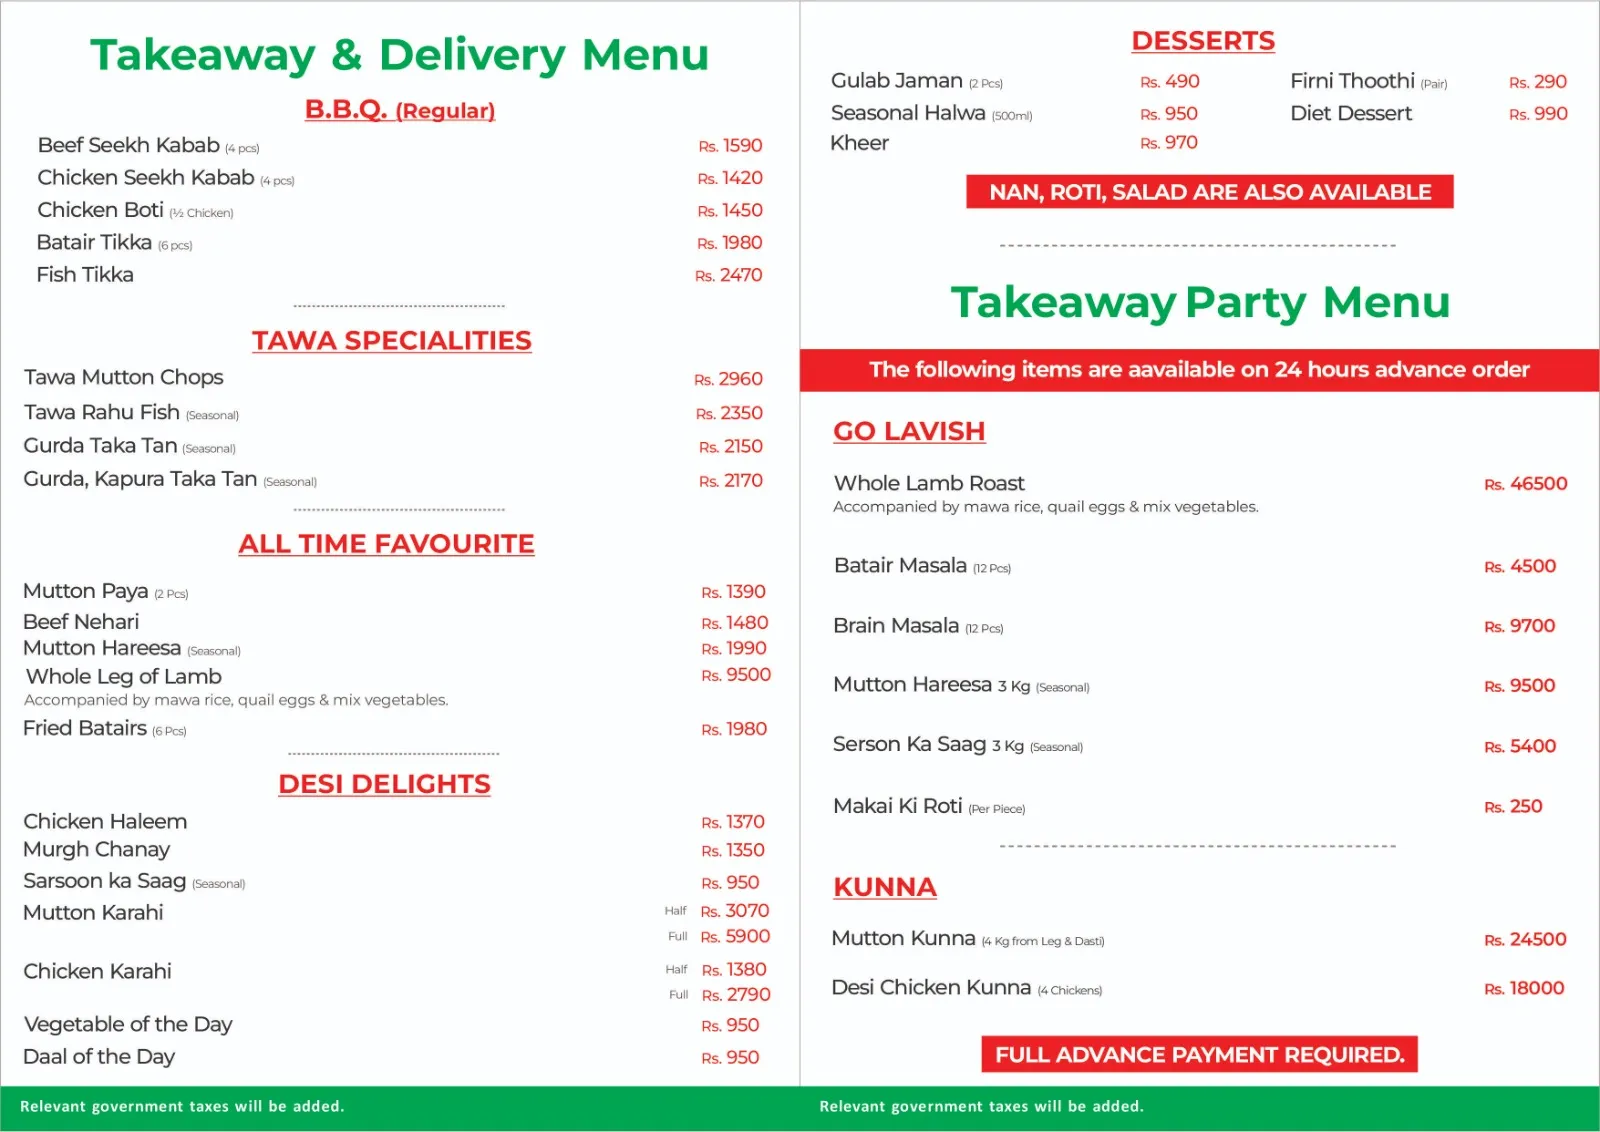 Takeaway & Delivery Menu
B.B.Q. (Regular)
Beef Seekh Kabab (4 pcs) Rs. 1590
Chicken Seekh Kabab (4 pcs) Rs. 1420
Chicken Boti (½ Chicken) Rs. 1450
Batair Tikka (6 pcs) Rs. 1980
Fish Tikka Rs. 2470
TAWA SPECIALITIES
Tawa Mutton Chops Rs. 2960
Tawa Rahu Fish (Seasonal) Rs. 2350
Gurda Taka Tan (Seasonal) Rs. 2150
Gurda, Kapura Taka Tan (Seasonal) Rs. 2170
ALL TIME FAVOURITE
Mutton Paya (2 Pcs) Rs. 1390
Beef Nehari Rs. 1480
Mutton Hareesa (Seasonal) Rs. 1990
Whole Leg of Lamb Rs. 9500
Accompanied by mawa rice, quail eggs & mix vegetables.
Fried Batairs (6 Pcs) Rs. 1980
DESI DELIGHTS
Chicken Haleem Rs. 1370
Murgh Chanay Rs. 1350
Sarsoon ka Saag (Seasonal) Rs. 950
Mutton Karahi Half Rs. 3070
Full Rs. 5900
Chicken Karahi Half Rs. 1380
Full Rs. 2790
Vegetable of the Day Rs. 950
Daal of the Day Rs. 950
Relevant government taxes will be added.
DESSERTS
Gulab Jaman (2 Pcs) Rs. 490 Firni Thoothi (Pair) Rs. 290
Seasonal Halwa (500ml) Rs. 950 Diet Dessert Rs. 990
Kheer Rs. 970
NAN, ROTI, SALAD ARE ALSO AVAILABLE
Takeaway Party Menu
The following items are aavailable on 24 hours advance order
GO LAVISH
Whole Lamb Roast Rs. 46500
Accompanied by mawa rice, quail eggs & mix vegetables.
Batair Masala (12 Pcs) Rs. 4500
Brain Masala (12 Pcs) Rs. 9700
Mutton Hareesa 3 Kg (Seasonal) Rs. 9500
Serson Ka Saag 3 Kg (Seasonal) Rs. 5400
Makai Ki Roti (Per Piece) Rs. 250
KUNNA
Mutton Kunna (4 Kg from Leg & Dasti) Rs. 24500
Desi Chicken Kunna (4 Chickens) Rs. 18000
FULL ADVANCE PAYMENT REQUIRED.
Relevant government taxes will be added.